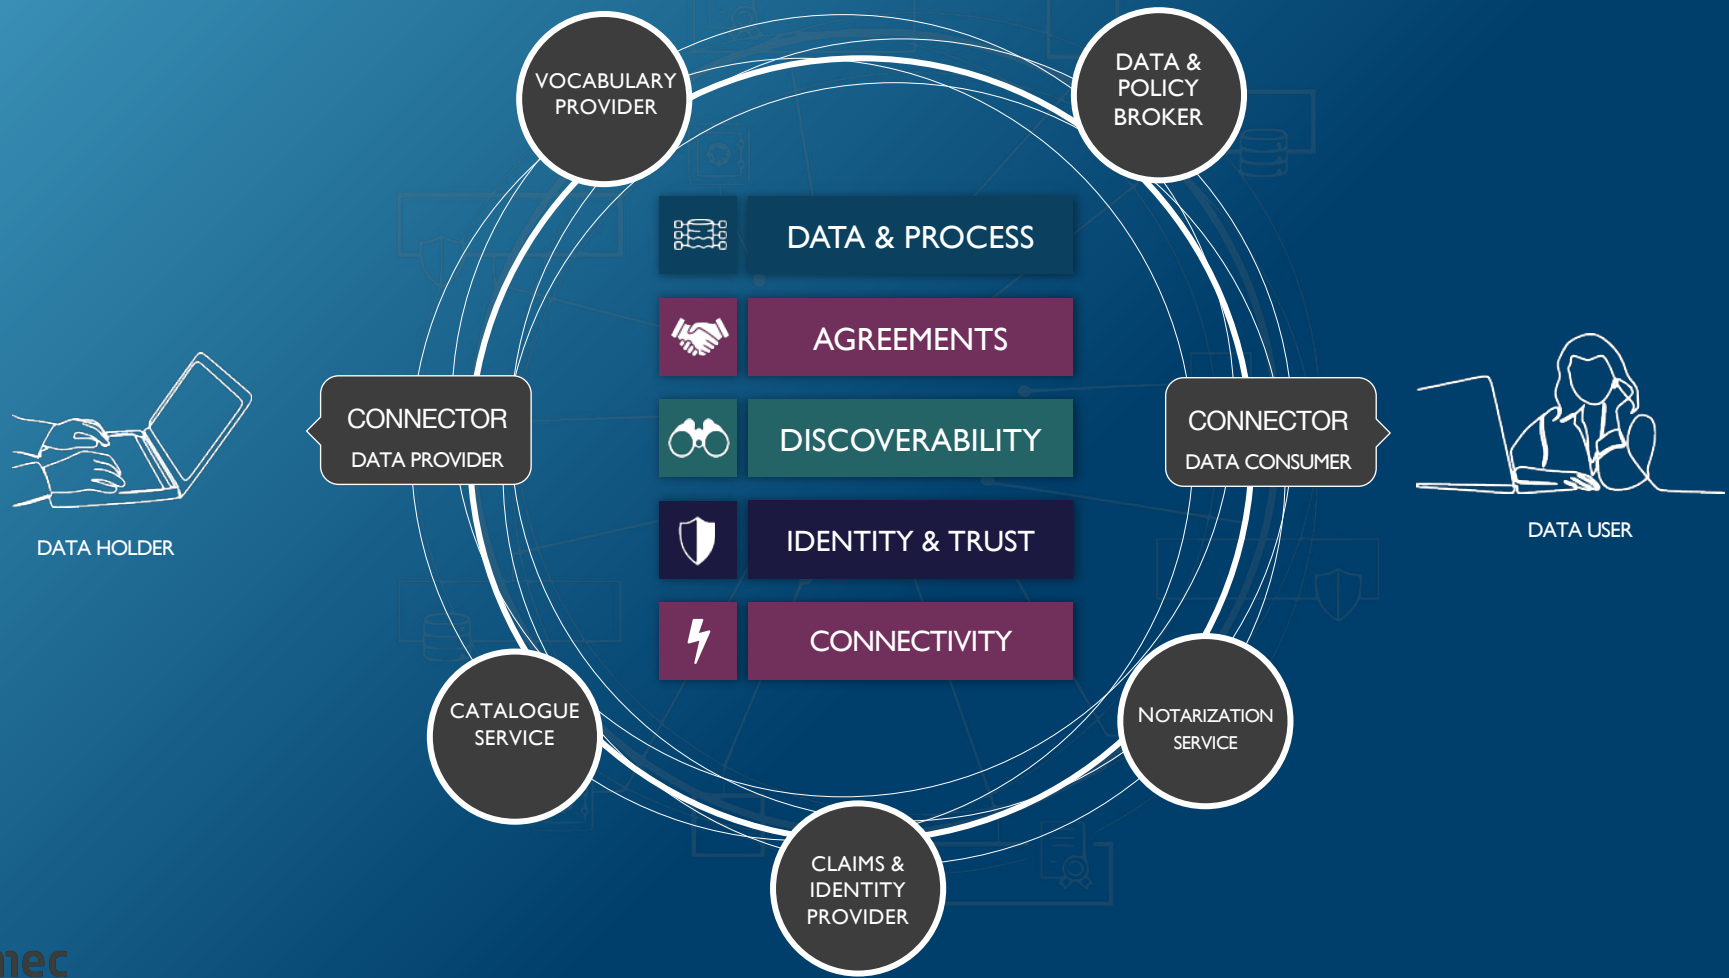 VOCABULARY
PROVIDER
DATA &
POLICY
BROKER
DATA & PROCESS
AGREEMENTS
DISCOVERABILITY
IDENTITY & TRUST
CONNECTIVITY
CONNECTOR
DATA PROVIDER
CONNECTOR
DATA CONSUMER
DATA HOLDER
DATA USER
CATALOGUE
SERVICE
NOTARIZATION
SERVICE
CLAIMS &
IDENTITY
PROVIDER